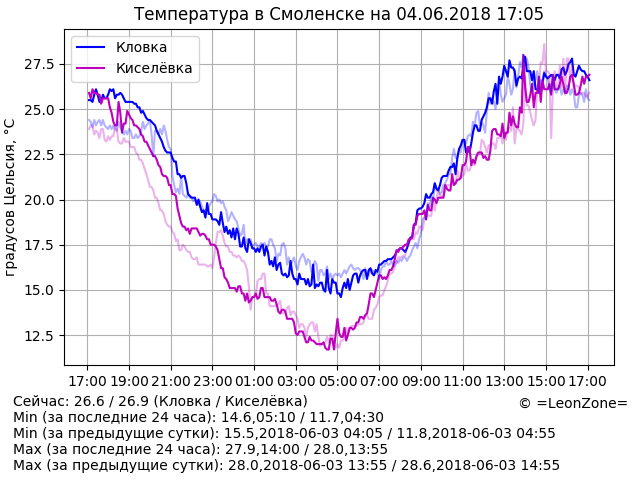 Температура в Смоленске на 04.06.2018 17:05
Кловка
Киселёвка
градусов Цельсия, °C
27.5
25.0
22.5
20.0
17.5
15.0
12.5
17:00 19:00 21:00 23:00 01:00 03:00 05:00 07:00 09:00 11:00 13:00 15:00 17:00
Сейчас: 26.6 / 26.9 (Кловка / Киселёвка)
© =LeonZone=
Min (за последние 24 часа): 14.6,05:10 / 11.7,04:30
Min (за предыдущие сутки): 15.5,2018-06-03 04:05 / 11.8,2018-06-03 04:55
Max (за последние 24 часа): 27.9,14:00 / 28.0,13:55
Max (за предыдущие сутки): 28.0,2018-06-03 13:55 / 28.6,2018-06-03 14:55